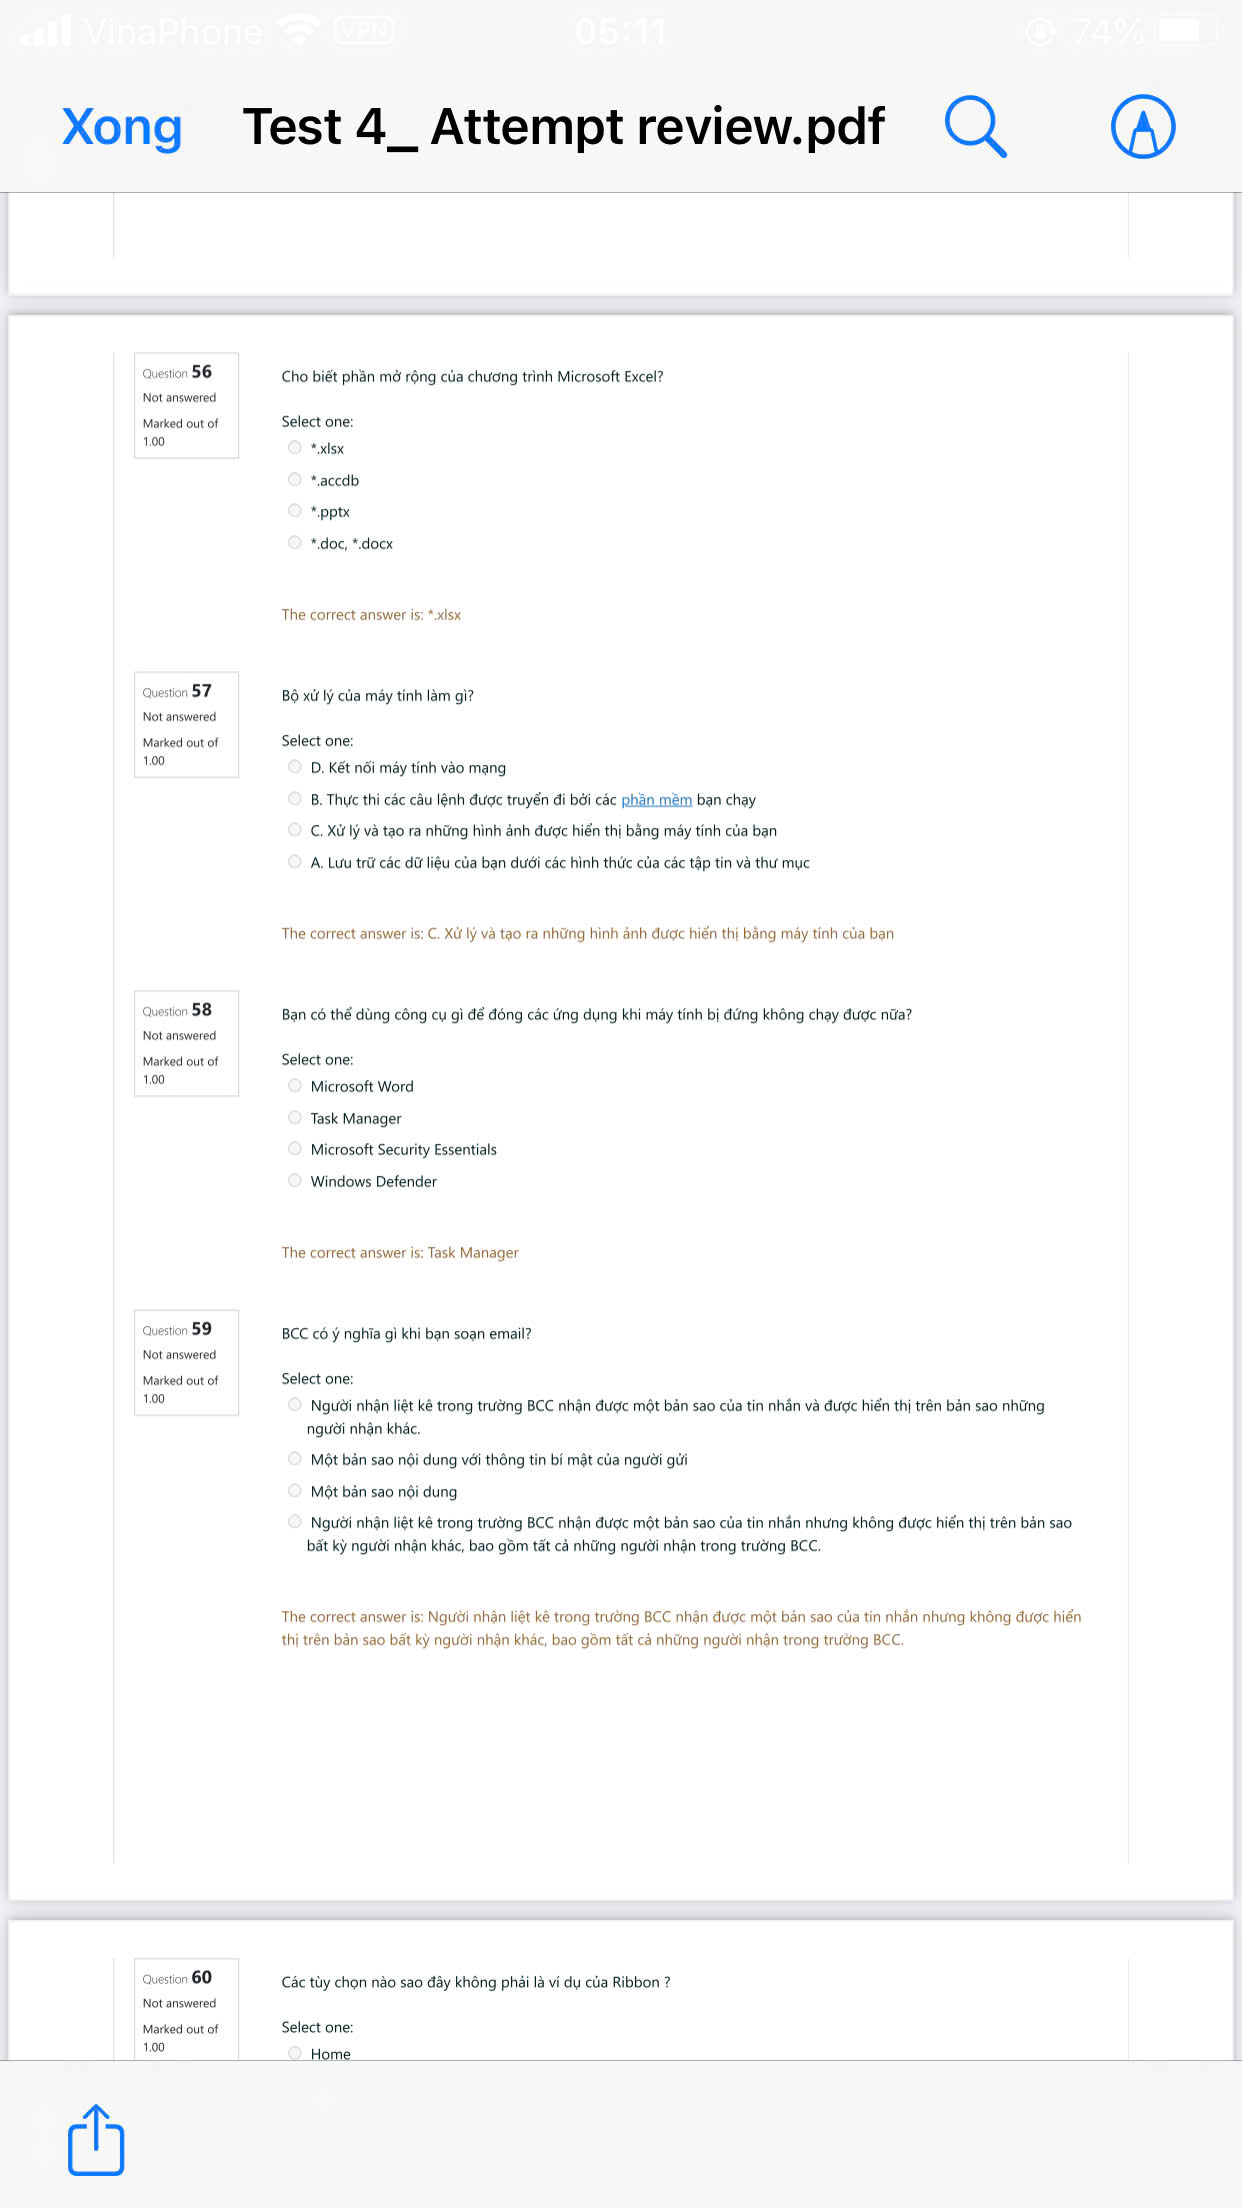 VinaPhone VPN 05:11 74%
Xong Test 4_ Attempt review.pdf
Question 56
Not answered
Marked out of
1.00
Cho biết phần mở rộng của chương trình Microsoft Excel?
Select one:
*.xlsx
*.accdb
*.pptx
*.doc, *.docx
The correct answer is: *.xlsx
Question 57
Not answered
Marked out of
1.00
Bộ xử lý của máy tính làm gì?
Select one:
D. Kết nối máy tính vào mạng
B. Thực thi các câu lệnh được truyển đi bởi các phần mềm bạn chạy
C. Xử lý và tạo ra những hình ảnh được hiển thị bằng máy tính của bạn
A. Lưu trữ các dữ liệu của bạn dưới các hình thức của các tập tin và thư mục
The correct answer is: C. Xử lý và tạo ra những hình ảnh được hiển thị bằng máy tính của bạn
Question 58
Not answered
Marked out of
1.00
Bạn có thể dùng công cụ gì để đóng các ứng dụng khi máy tính bị đứng không chạy được nữa?
Select one:
Microsoft Word
Task Manager
Microsoft Security Essentials
Windows Defender
The correct answer is: Task Manager
Question 59
Not answered
Marked out of
1.00
BCC có ý nghĩa gì khi bạn soạn email?
Select one:
Người nhận liệt kê trong trường BCC nhận được một bản sao của tin nhắn và được hiển thị trên bản sao những
người nhận khác.
Một bản sao nội dung với thông tin bí mật của người gửi
Một bản sao nội dung
Người nhận liệt kê trong trường BCC nhận được một bản sao của tin nhắn nhưng không được hiển thị trên bản sao
bất kỳ người nhận khác, bao gồm tất cả những người nhận trong trường BCC.
The correct answer is: Người nhận liệt kê trong trường BCC nhận được một bản sao của tin nhắn nhưng không được hiển
thị trên bản sao bất kỳ người nhận khác, bao gồm tất cả những người nhận trong trường BCC.
Question 60
Not answered
Marked out of
1.00
Các tùy chọn nào sao đây không phải là ví dụ của Ribbon ?
Select one:
Home